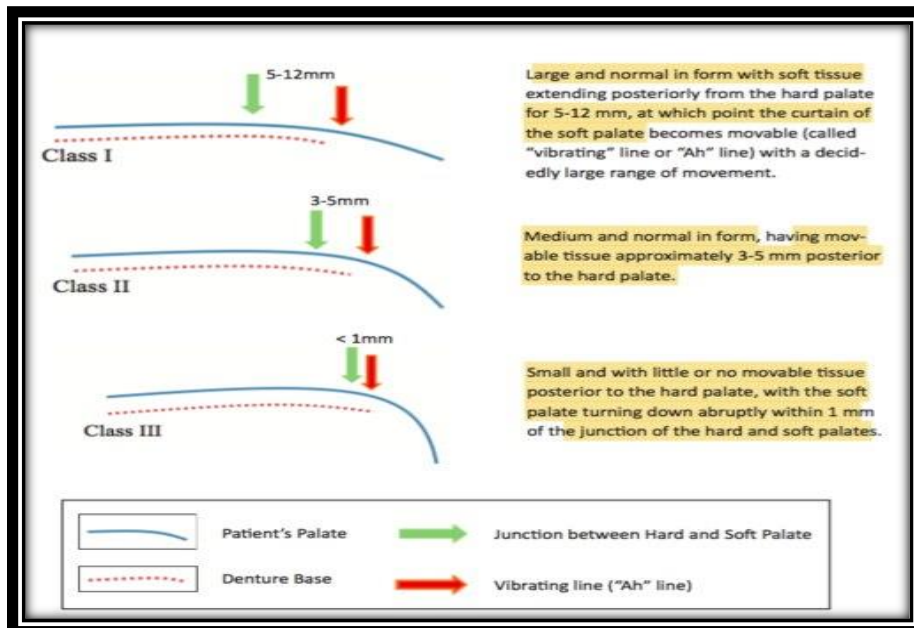 5-12mm
Class I
Large and normal in form with soft tissue
extending posteriorly from the hard palate
for 5-12 mm, at which point the curtain of
the soft palate becomes movable (called
“vibrating” line or “Ah” line) with a decid-
edly large range of movement.
3-5mm
Class II
Medium and normal in form, having mov-
able tissue approximately 3-5 mm posterior
to the hard palate.
< 1mm
Class III
Small and with little or no movable tissue
posterior to the hard palate, with the soft
palate turning down abruptly within 1 mm
of the junction of the hard and soft palates.
Patient's Palate
Junction between Hard and Soft Palate
Denture Base
Vibrating line (“Ah” line)